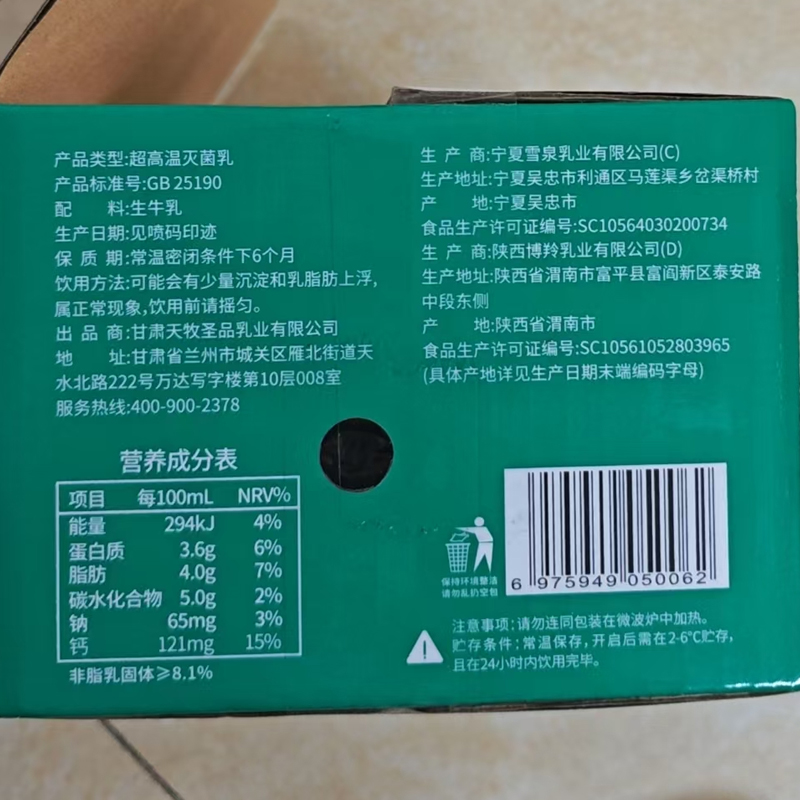 产品类型:超高温灭菌乳
产品标准号:GB 25190
配 料:生牛乳
生产日期:见喷码印迹
保 质 期:常温密闭条件下6个月
饮用方法:可能会有少量沉淀和乳脂肪上浮,
属正常现象,饮用前请摇匀。
出 品 商:甘肃天牧圣品乳业有限公司
地 址:甘肃省兰州市城关区雁北街道天
水北路222号万达写字楼第10层008室
服务热线:400-900-2378
生 产 商:宁夏雪泉乳业有限公司(C)
生产地址:宁夏吴忠市利通区马莲渠乡岔渠桥村
产 地:宁夏吴忠市
食品生产许可证编号:SC10564030200734
生 产 商:陕西博羚乳业有限公司(D)
生产地址:陕西省渭南市富平县富阎新区泰安路
中段东侧
产 地:陕西省渭南市
食品生产许可证编号:SC10561052803965
(具体产地详见生产日期末端编码字母)
营养成分表
项目 每100mL NRV%
能量 294kJ 4%
蛋白质 3.6g 6%
脂肪 4.0g 7%
碳水化合物 5.0g 2%
钠 65mg 3%
钙 121mg 15%
非脂乳固体≥8.1%
保持环境整洁
请勿乱扔空包
6 975949 050062
注意事项:请勿连同包装在微波炉中加热。
贮存条件:常温保存,开启后需在2-6℃贮存,
且在24小时内饮用完毕。